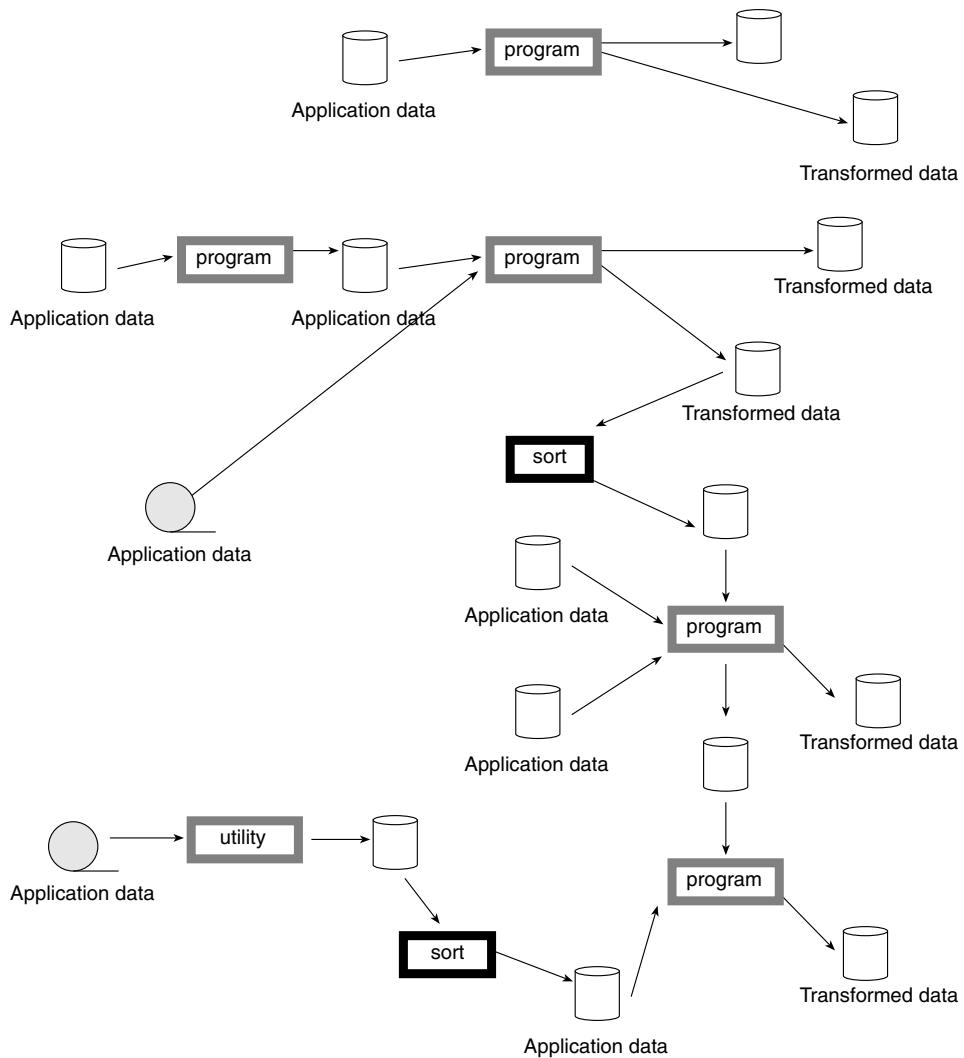 program
Application data
Transformed data
program
program
Application data
Application data
Transformed data
Transformed data
sort
Application data
Application data
program
Application data
Transformed data
utility
Application data
program
sort
Transformed data
Application data